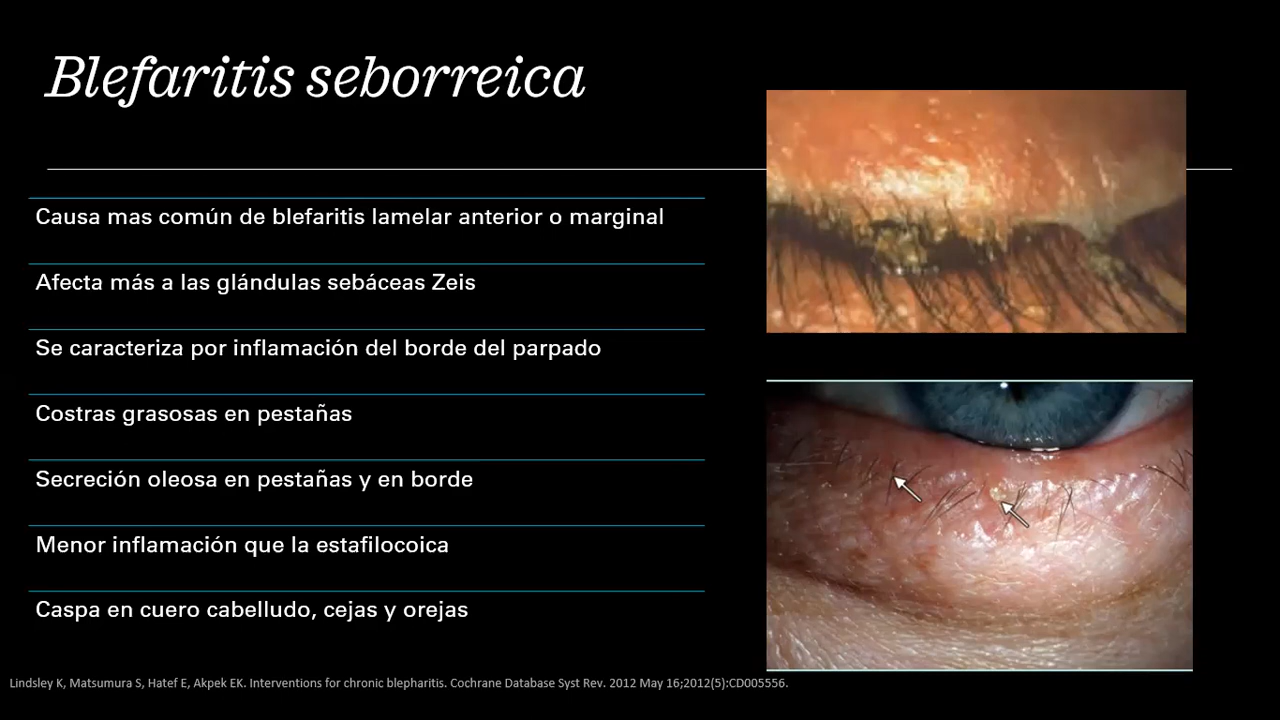 Blefaritis seborreica
Causa mas común de blefaritis lamelar anterior o marginal
Afecta más a las glándulas sebáceas Zeis
Se caracteriza por inflamación del borde del parpado
Costras grasosas en pestañas
Secreción oleosa en pestañas y en borde
Menor inflamación que la estafilocoica
Caspa en cuero cabelludo, cejas y orejas
Lindsley K, Matsumura S, Hatef E, Akpek EK. Interventions for chronic blepharitis. Cochrane Database Syst Rev. 2012 May 16;2012(5):CD005556.